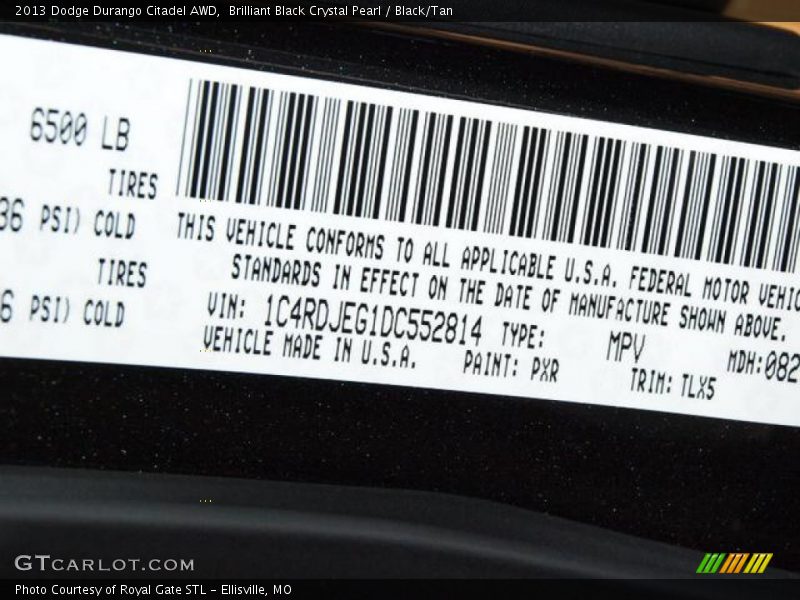 2013 Dodge Durango Citadel AWD,  Brilliant Black Crystal Pearl / Black/Tan
6500 LB
TIRES
36 PSI) COLD
TIRES
6 PSI) COLD
THIS VEHICLE CONFORMS TO ALL APPLICABLE U.S.A. FEDERAL MOTOR VEHIC
STANDARDS IN EFFECT ON THE DATE OF MANUFACTURE SHOWN ABOVE.
VIN: 1C4RDJEG1DC552814 TYPE: MPV MDH:082
VEHICLE MADE IN U.S.A. PAINT: PXR TRIM: TLX5
GTCARLOT.COM
Photo Courtesy of Royal Gate STL - Ellisville, MO